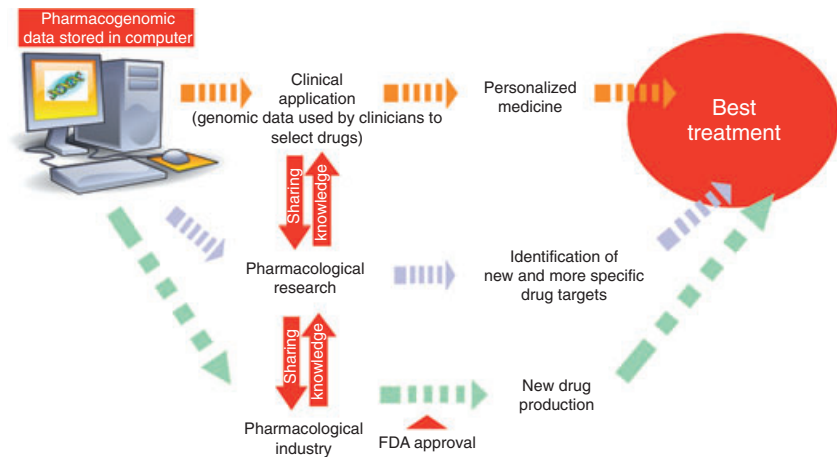 Pharmacogenomic
data stored in computer
Clinical
application
(genomic data used by clinicians to
select drugs)
Personalized
medicine
Best
treatment
Sharing
knowledge
Pharmacological
research
Identification of
new and more specific
drug targets
Sharing
knowledge
Pharmacological
industry
FDA approval
New drug
production